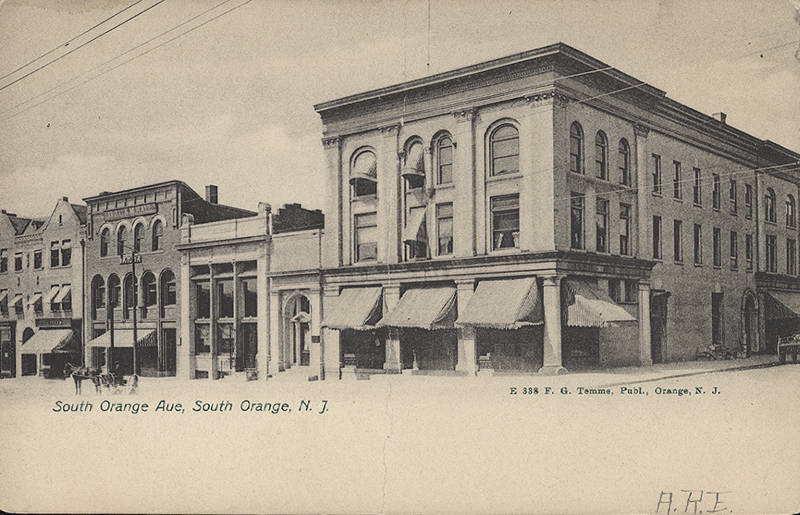 South Orange Ave, South Orange, N. J.
E 338 F. G. Temme, Publ., Orange, N. J.
A.R.E.